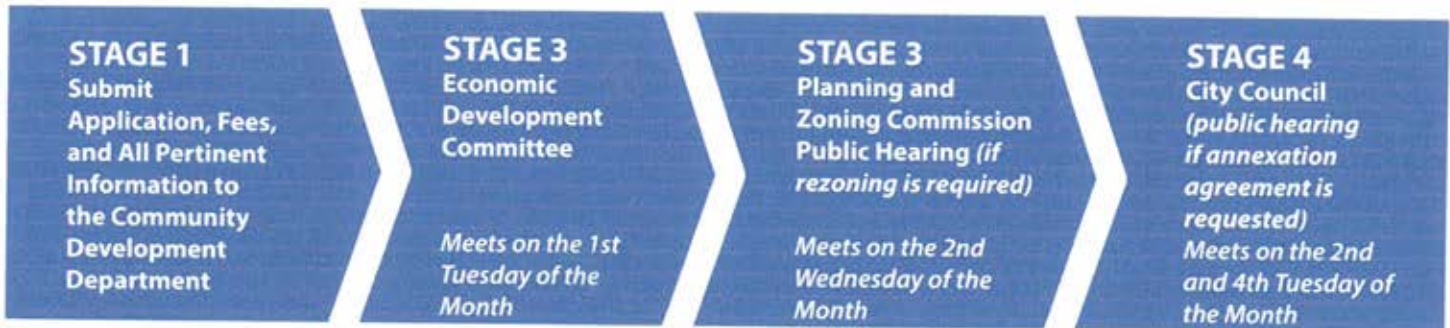 STAGE 1
Submit
Application, Fees,
and All Pertinent
Information to
the Community
Development
Department
STAGE 3
Economic
Development
Committee
Meets on the 1st
Tuesday of the
Month
STAGE 3
Planning and
Zoning Commission
Public Hearing (if
rezoning is required)
Meets on the 2nd
Wednesday of the
Month
STAGE 4
City Council
(public hearing
if annexation
agreement is
requested)
Meets on the 2nd
and 4th Tuesday of
the Month